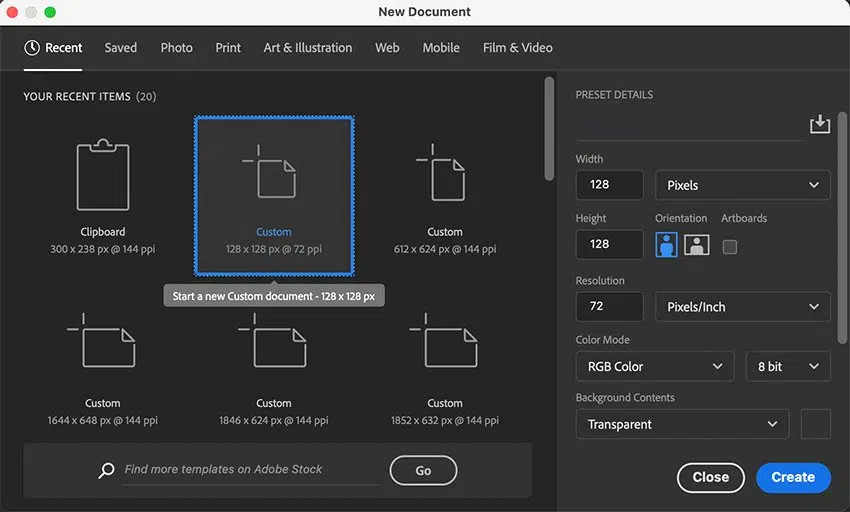 New Document
Recent Saved Photo Print Art & Illustration Web Mobile Film & Video
YOUR RECENT ITEMS (20)
Clipboard
300 x 238 px @ 144 ppi
Custom
128 x 128 px @ 72 ppi
Custom
612 x 624 px @ 144 ppi
Start a new Custom document - 128 x 128 px
Custom
1644 x 648 px @ 144 ppi
Custom
1846 x 624 px @ 144 ppi
Custom
1852 x 632 px @ 144 ppi
Find more templates on Adobe Stock
Go
PRESET DETAILS
Width
128 Pixels
Height Orientation Artboards
128
Resolution
72 Pixels/Inch
Color Mode
RGB Color 8 bit
Background Contents
Transparent
Close Create